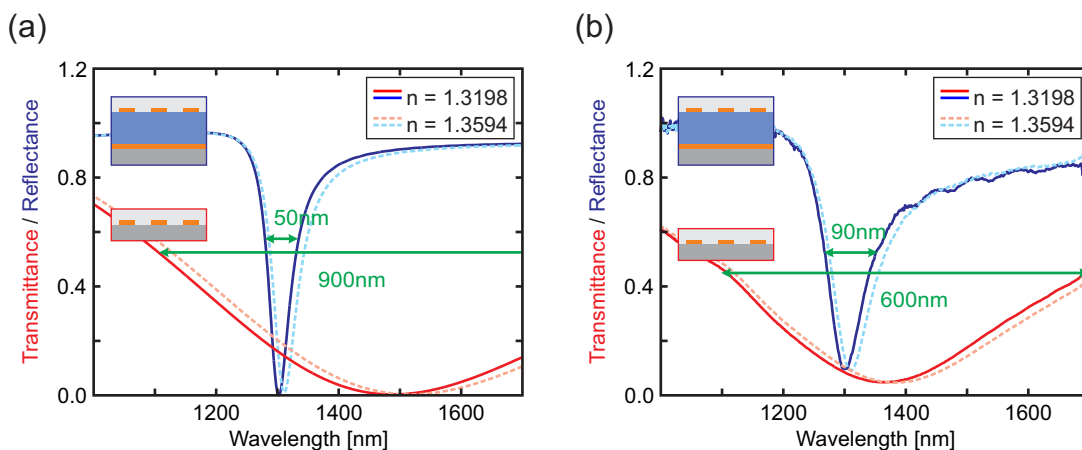 (a)
1.2
0.8
0.4
0.0
Transmittance / Reflectance
n = 1.3198
n = 1.3594
50nm
900nm
1200
1400
1600
Wavelength [nm]
(b)
1.2
0.8
0.4
0.0
Transmittance / Reflectance
n = 1.3198
n = 1.3594
90nm
600nm
1200
1400
1600
Wavelength [nm]